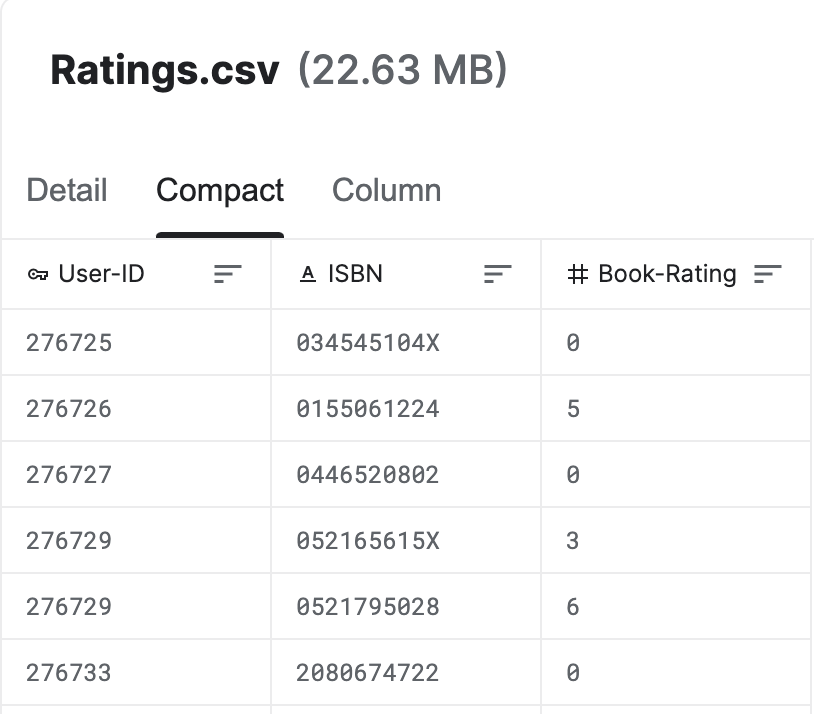 Ratings.csv (22.63 MB)
Detail Compact Column
User-ID ISBN Book-Rating
276725 034545104X 0
276726 0155061224 5
276727 0446520802 0
276729 052165615X 3
276729 0521795028 6
276733 2080674722 0